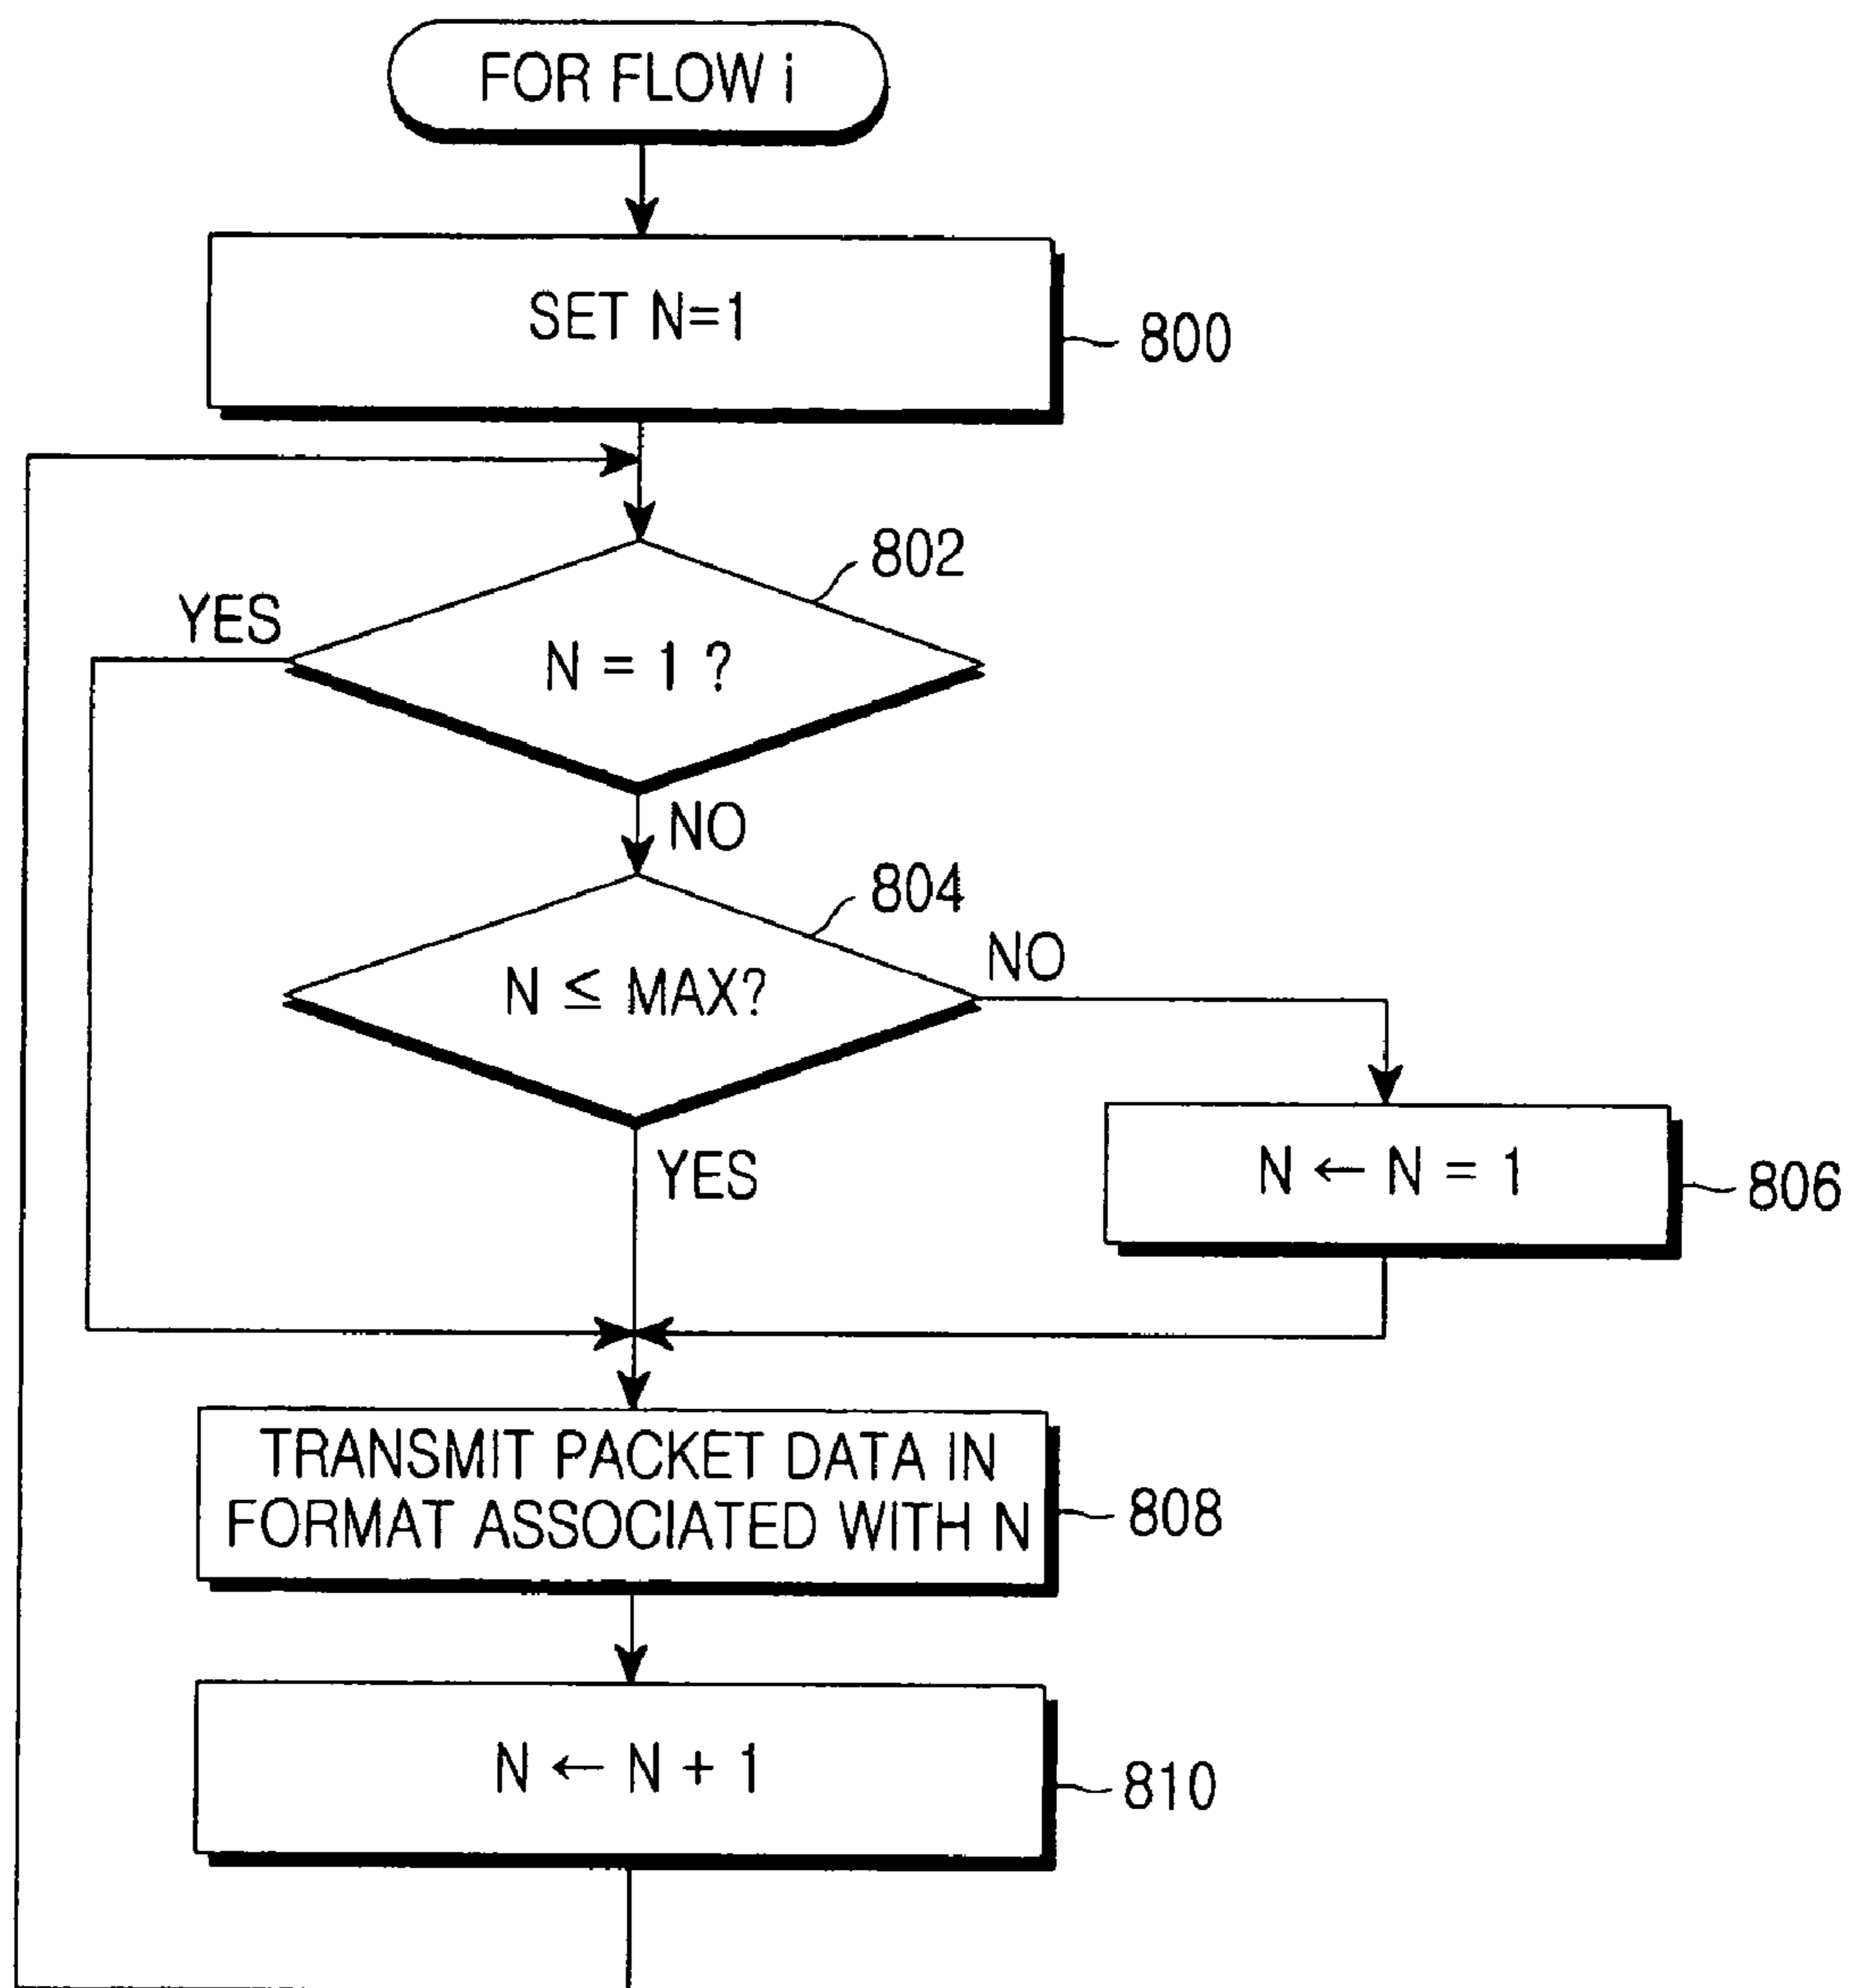 FOR FLOW i
SET N=1
800
802
YES
N = 1 ?
NO
804
NO
N ≤ MAX?
YES
N ← N = 1
806
TRANSMIT PACKET DATA IN
FORMAT ASSOCIATED WITH N
808
N ← N + 1
810